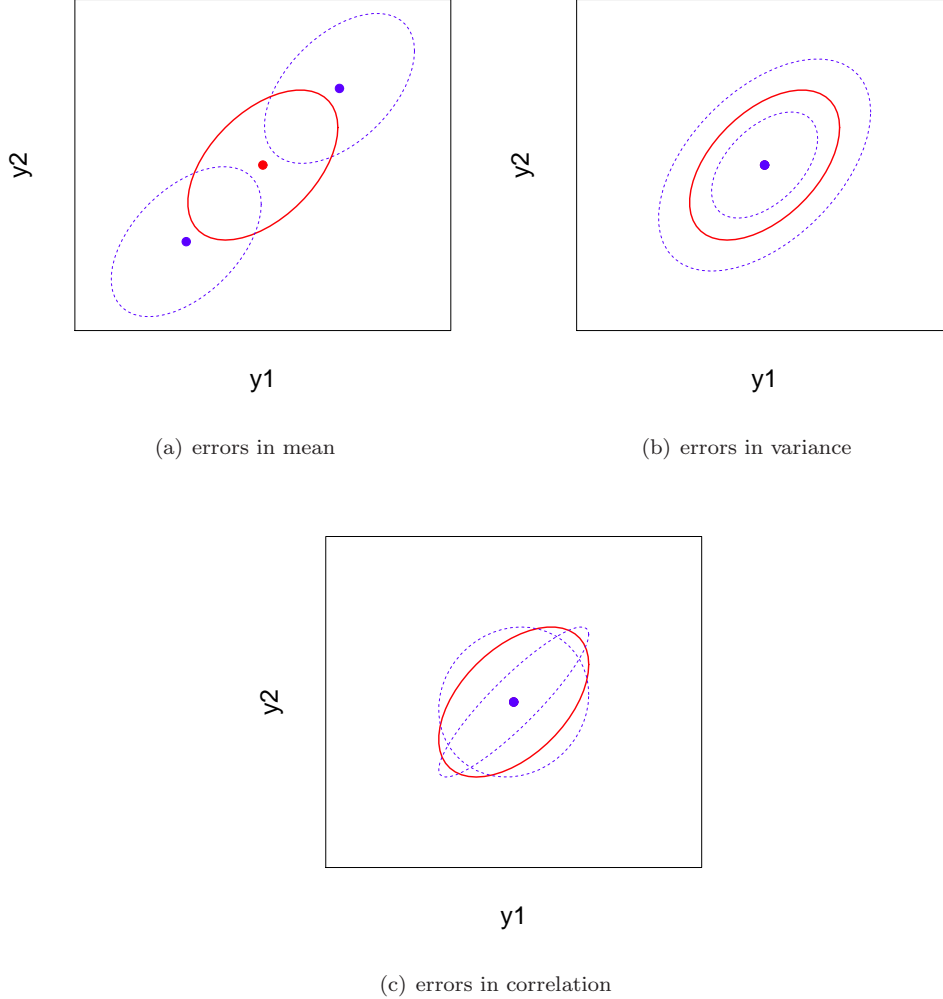 y2
y1
(a) errors in mean
y2
y1
(b) errors in variance
y2
y1
(c) errors in correlation